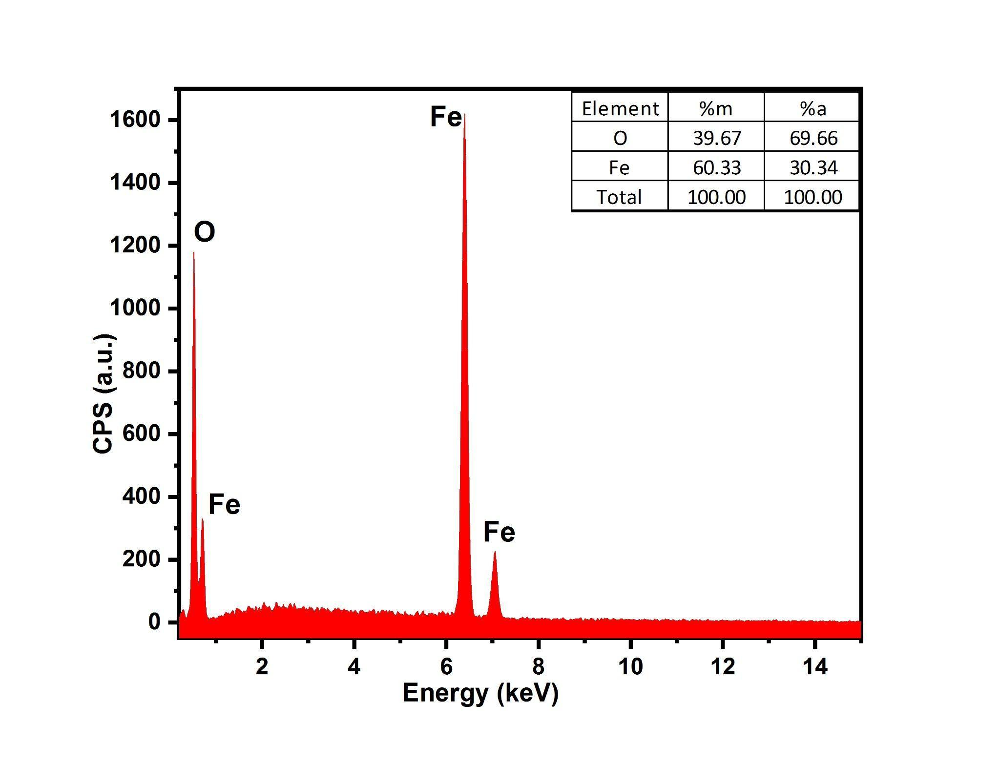 Element %m %a
O 39.67 69.66
Fe 60.33 30.34
Total 100.00 100.00
Fe
O
Fe
Fe
1600
1400
1200
1000
800
600
400
200
0
CPS (a.u.)
2 4 6 8 10 12 14
Energy (keV)